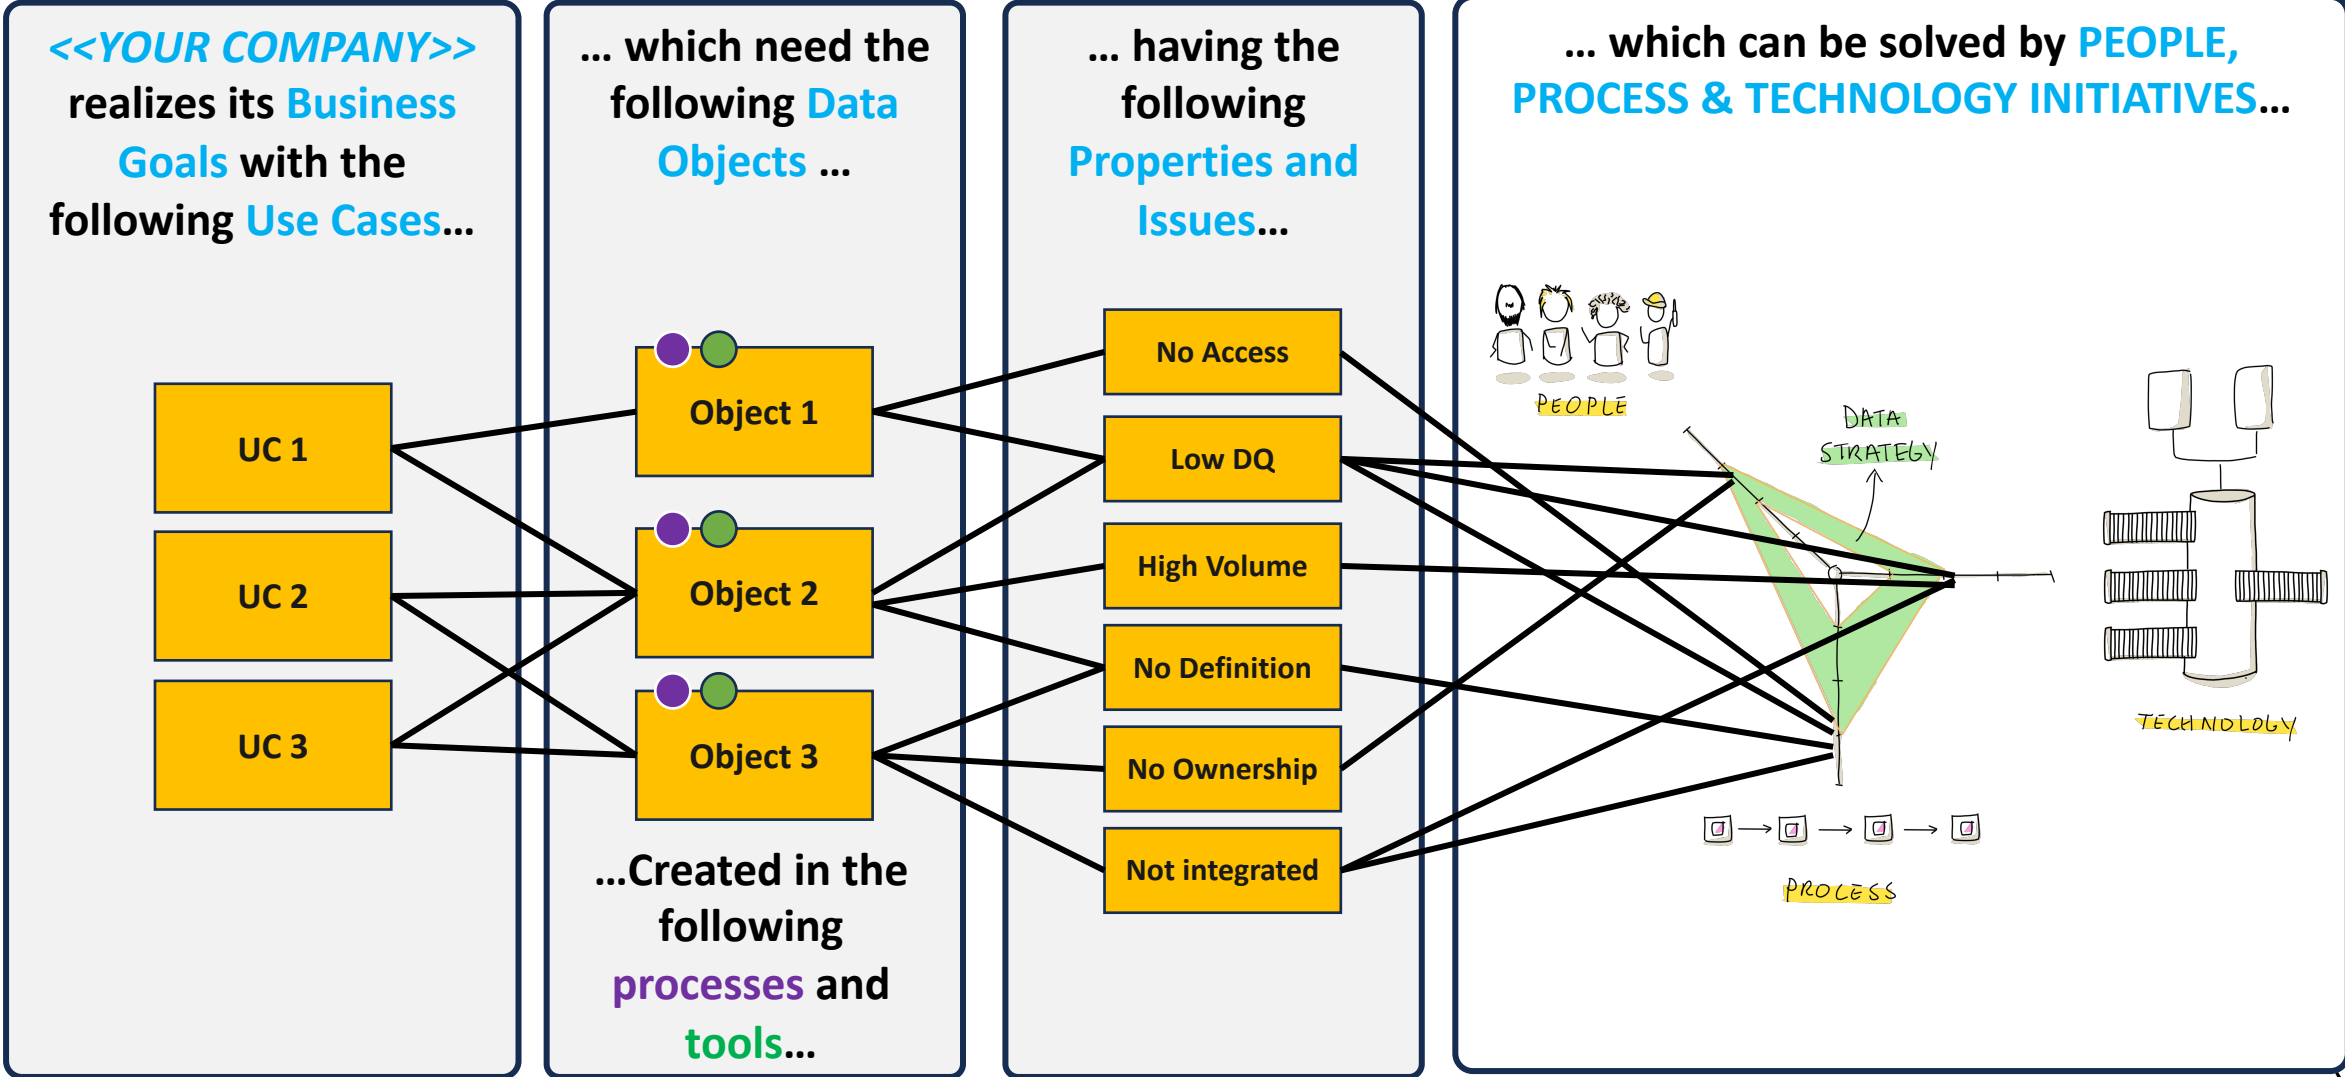 <<YOUR COMPANY>>
realizes its Business
Goals with the
following Use Cases...
UC 1
UC 2
UC 3
... which need the
following Data
Objects ...
Object 1
Object 2
Object 3
...Created in the
following
processes and
tools...
... having the
following
Properties and
Issues...
No Access
Low DQ
High Volume
No Definition
No Ownership
Not integrated
... which can be solved by PEOPLE,
PROCESS & TECHNOLOGY INITIATIVES...
PEOPLE
DATA
STRATEGY
TECHNOLOGY
PROCESS